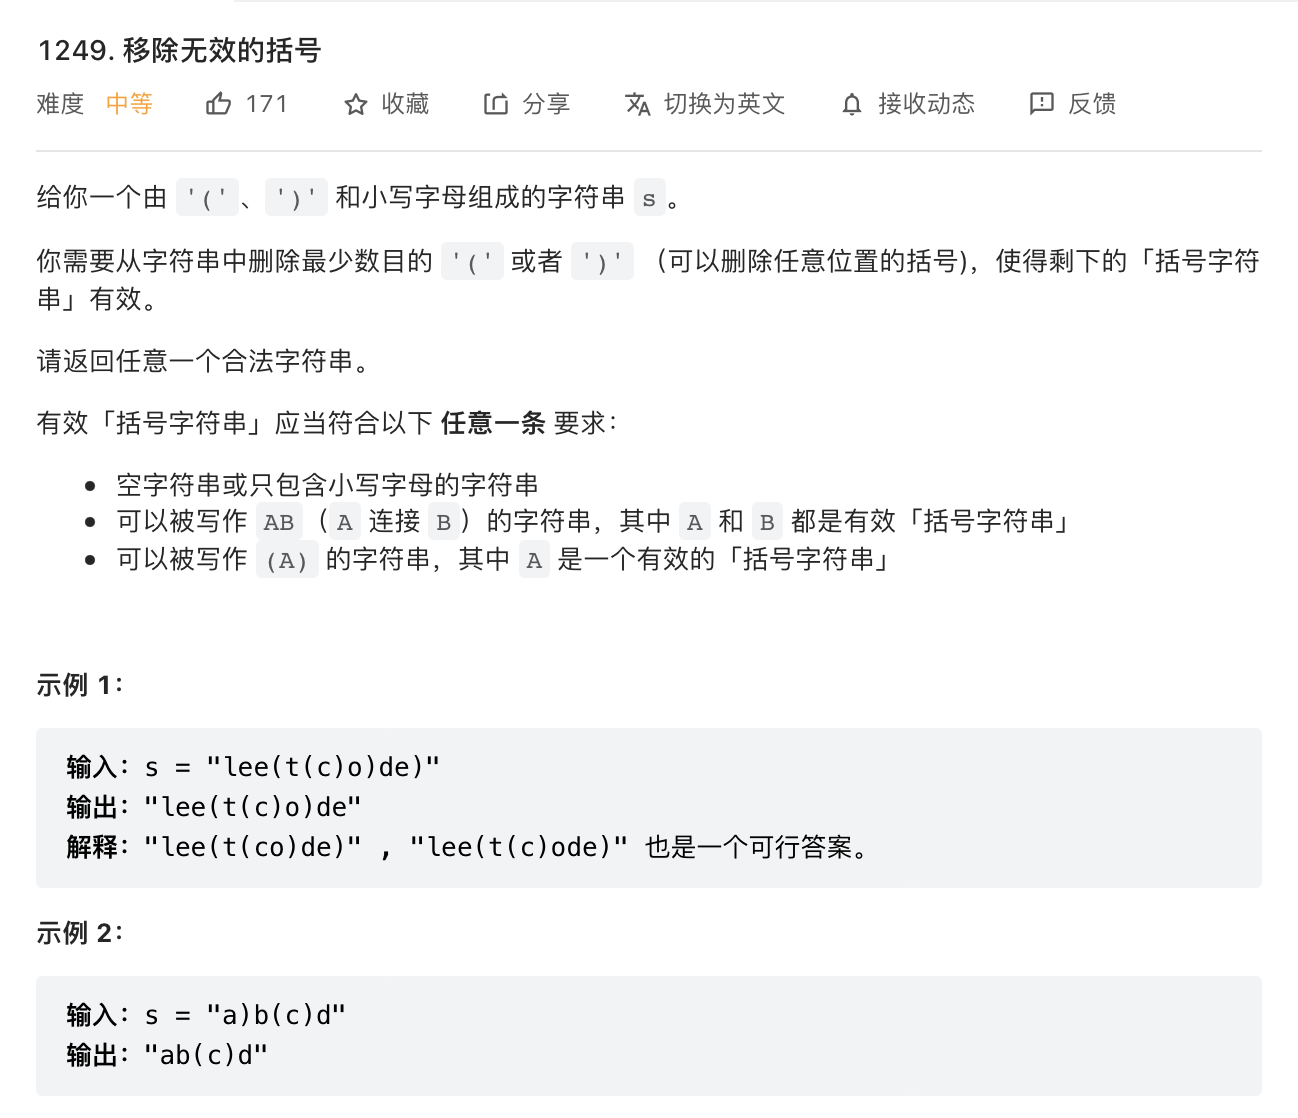 1249. 移除无效的括号
难度 中等 171 收藏 分享 切换为英文 接收动态 反馈
给你一个由 '('、')' 和小写字母组成的字符串 s。
你需要从字符串中删除最少数目的 '(' 或者 ')' （可以删除任意位置的括号)，使得剩下的「括号字符
串」有效。
请返回任意一个合法字符串。
有效「括号字符串」应当符合以下 任意一条 要求：
• 空字符串或只包含小写字母的字符串
• 可以被写作 AB（A 连接 B）的字符串，其中 A 和 B 都是有效「括号字符串」
• 可以被写作 (A) 的字符串，其中 A 是一个有效的「括号字符串」
示例 1：
输入：s = "lee(t(c)o)de)"
输出："lee(t(c)o)de"
解释："lee(t(co)de)" , "lee(t(c)ode)" 也是一个可行答案。
示例 2：
输入：s = "a)b(c)d"
输出："ab(c)d"